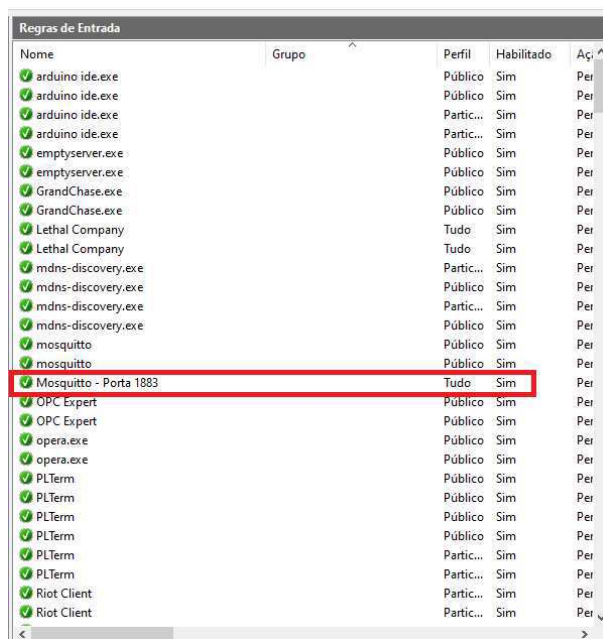 Regras de Entrada
Nome Grupo Perfil Habilitado Açã
arduino ide.exe Público Sim Per
arduino ide.exe Público Sim Per
arduino ide.exe Partic... Sim Per
arduino ide.exe Partic... Sim Per
emptyserver.exe Público Sim Per
emptyserver.exe Público Sim Per
GrandChase.exe Público Sim Per
GrandChase.exe Público Sim Per
Lethal Company Tudo Sim Per
Lethal Company Tudo Sim Per
mdns-discovery.exe Partic... Sim Per
mdns-discovery.exe Público Sim Per
mdns-discovery.exe Partic... Sim Per
mdns-discovery.exe Público Sim Per
mosquitto Público Sim Per
mosquitto Público Sim Per
Mosquitto - Porta 1883 Tudo Sim Per
OPC Expert Público Sim Per
OPC Expert Público Sim Per
opera.exe Público Sim Per
opera.exe Público Sim Per
PLTerm Público Sim Per
PLTerm Público Sim Per
PLTerm Público Sim Per
PLTerm Público Sim Per
PLTerm Partic... Sim Per
PLTerm Partic... Sim Per
Riot Client Partic... Sim Per
Riot Client Partic... Sim Per